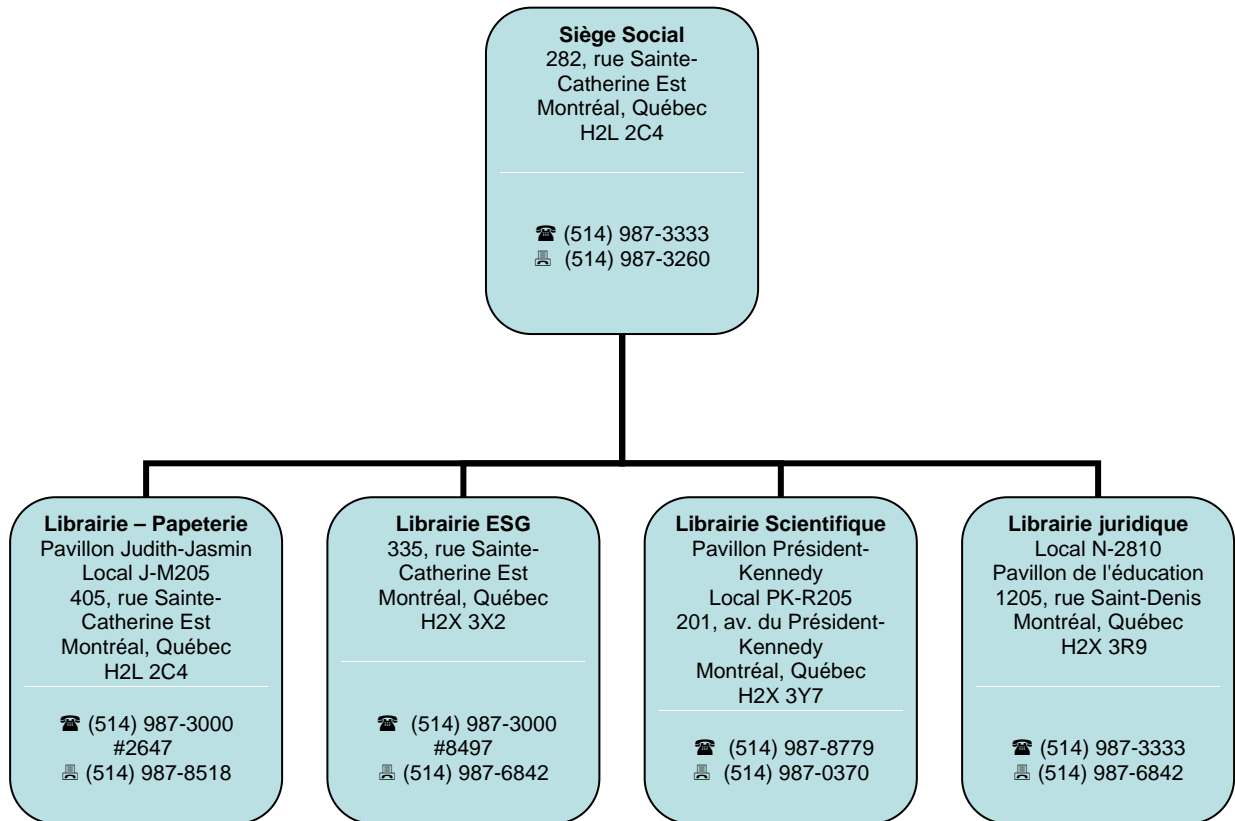 Siège Social
282, rue Sainte-
Catherine Est
Montréal, Québec
H2L 2C4
☎ (514) 987-3333
🖷 (514) 987-3260
Librairie – Papeterie
Pavillon Judith-Jasmin
Local J-M205
405, rue Sainte-
Catherine Est
Montréal, Québec
H2L 2C4
☎ (514) 987-3000
#2647
🖷 (514) 987-8518
Librairie ESG
335, rue Sainte-
Catherine Est
Montréal, Québec
H2X 3X2
☎ (514) 987-3000
#8497
🖷 (514) 987-6842
Librairie Scientifique
Pavillon Président-
Kennedy
Local PK-R205
201, av. du Président-
Kennedy
Montréal, Québec
H2X 3Y7
☎ (514) 987-8779
🖷 (514) 987-0370
Librairie juridique
Local N-2810
Pavillon de l'éducation
1205, rue Saint-Denis
Montréal, Québec
H2X 3R9
☎ (514) 987-3333
🖷 (514) 987-6842